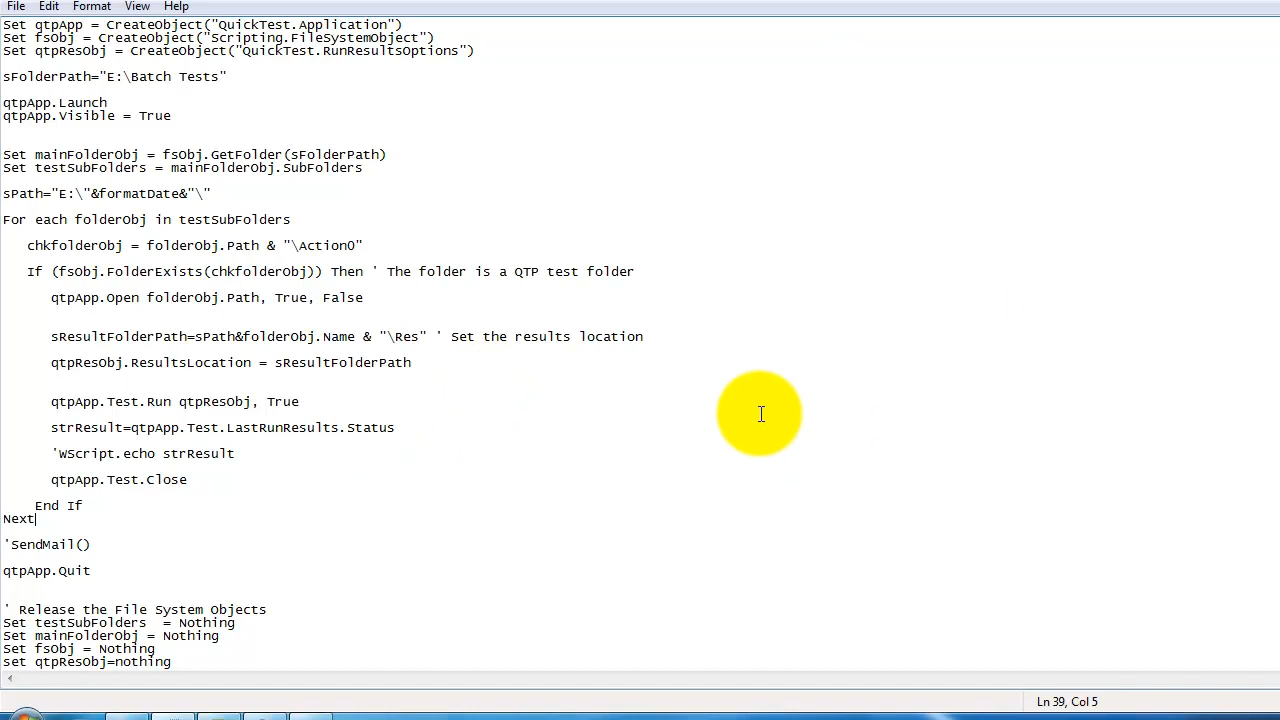 File Edit Format View Help
Set qtpApp = CreateObject("QuickTest.Application")
Set fsObj = CreateObject("Scripting.FileSystemObject")
Set qtpResObj = CreateObject("QuickTest.RunResultsOptions")
sFolderPath="E:\Batch Tests"
qtpApp.Launch
qtpApp.Visible = True
Set mainFolderObj = fsObj.GetFolder(sFolderPath)
Set testSubFolders = mainFolderObj.SubFolders
sPath="E:\"&formatDate&"\"
For each folderObj in testSubFolders
chkfolderObj = folderObj.Path & "\Action0"
If (fsObj.FolderExists(chkfolderObj)) Then ' The folder is a QTP test folder
qtpApp.Open folderObj.Path, True, False
sResultFolderPath=sPath&folderObj.Name & "\Res" ' Set the results location
qtpResObj.ResultsLocation = sResultFolderPath
qtpApp.Test.Run qtpResObj, True
strResult=qtpApp.Test.LastRunResults.Status
'WScript.echo strResult
qtpApp.Test.Close
End If
Next
'SendMail()
qtpApp.Quit
' Release the File System Objects
Set testSubFolders  = Nothing
Set mainFolderObj = Nothing
Set fsObj = Nothing
set qtpResObj=nothing
Ln 39, Col 5